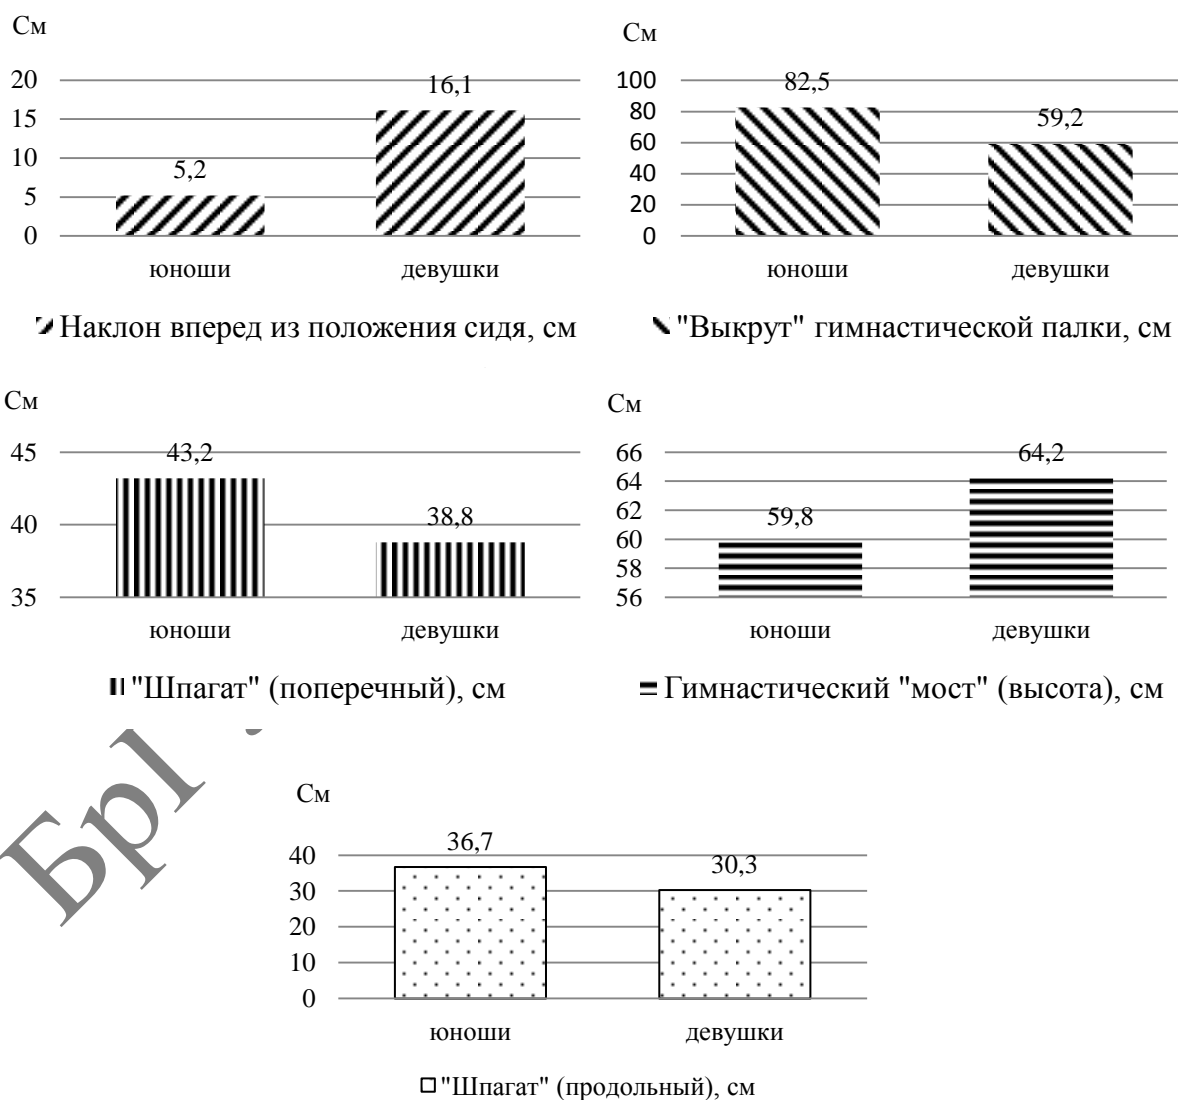 См
20
15
10
5
0
5,2
16,1
юноши
девушки
Наклон вперед из положения сидя, см
См
100
80
60
40
20
0
82,5
59,2
юноши
девушки
"Выкрут" гимнастической палки, см
См
45
40
35
43,2
38,8
юноши
девушки
"Шпагат" (поперечный), см
См
66
64
62
60
58
56
59,8
64,2
юноши
девушки
Гимнастический "мост" (высота), см
См
40
30
20
10
0
36,7
30,3
юноши
девушки
"Шпагат" (продольный), см